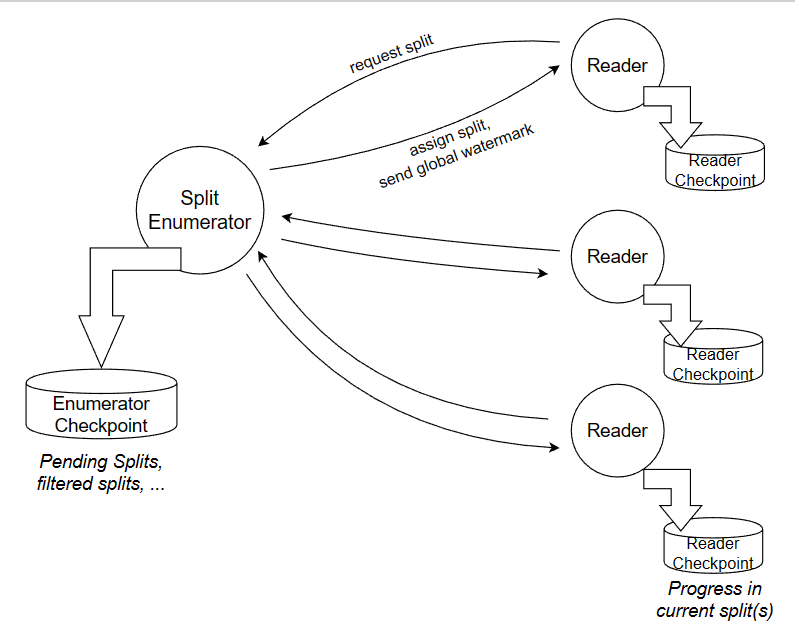 request split
Reader
assign split,
send global watermark
Reader
Checkpoint
Split
Enumerator
Reader
Reader
Checkpoint
Enumerator
Checkpoint
Pending Splits,
filtered splits, ...
Reader
Reader
Checkpoint
Progress in
current split(s)